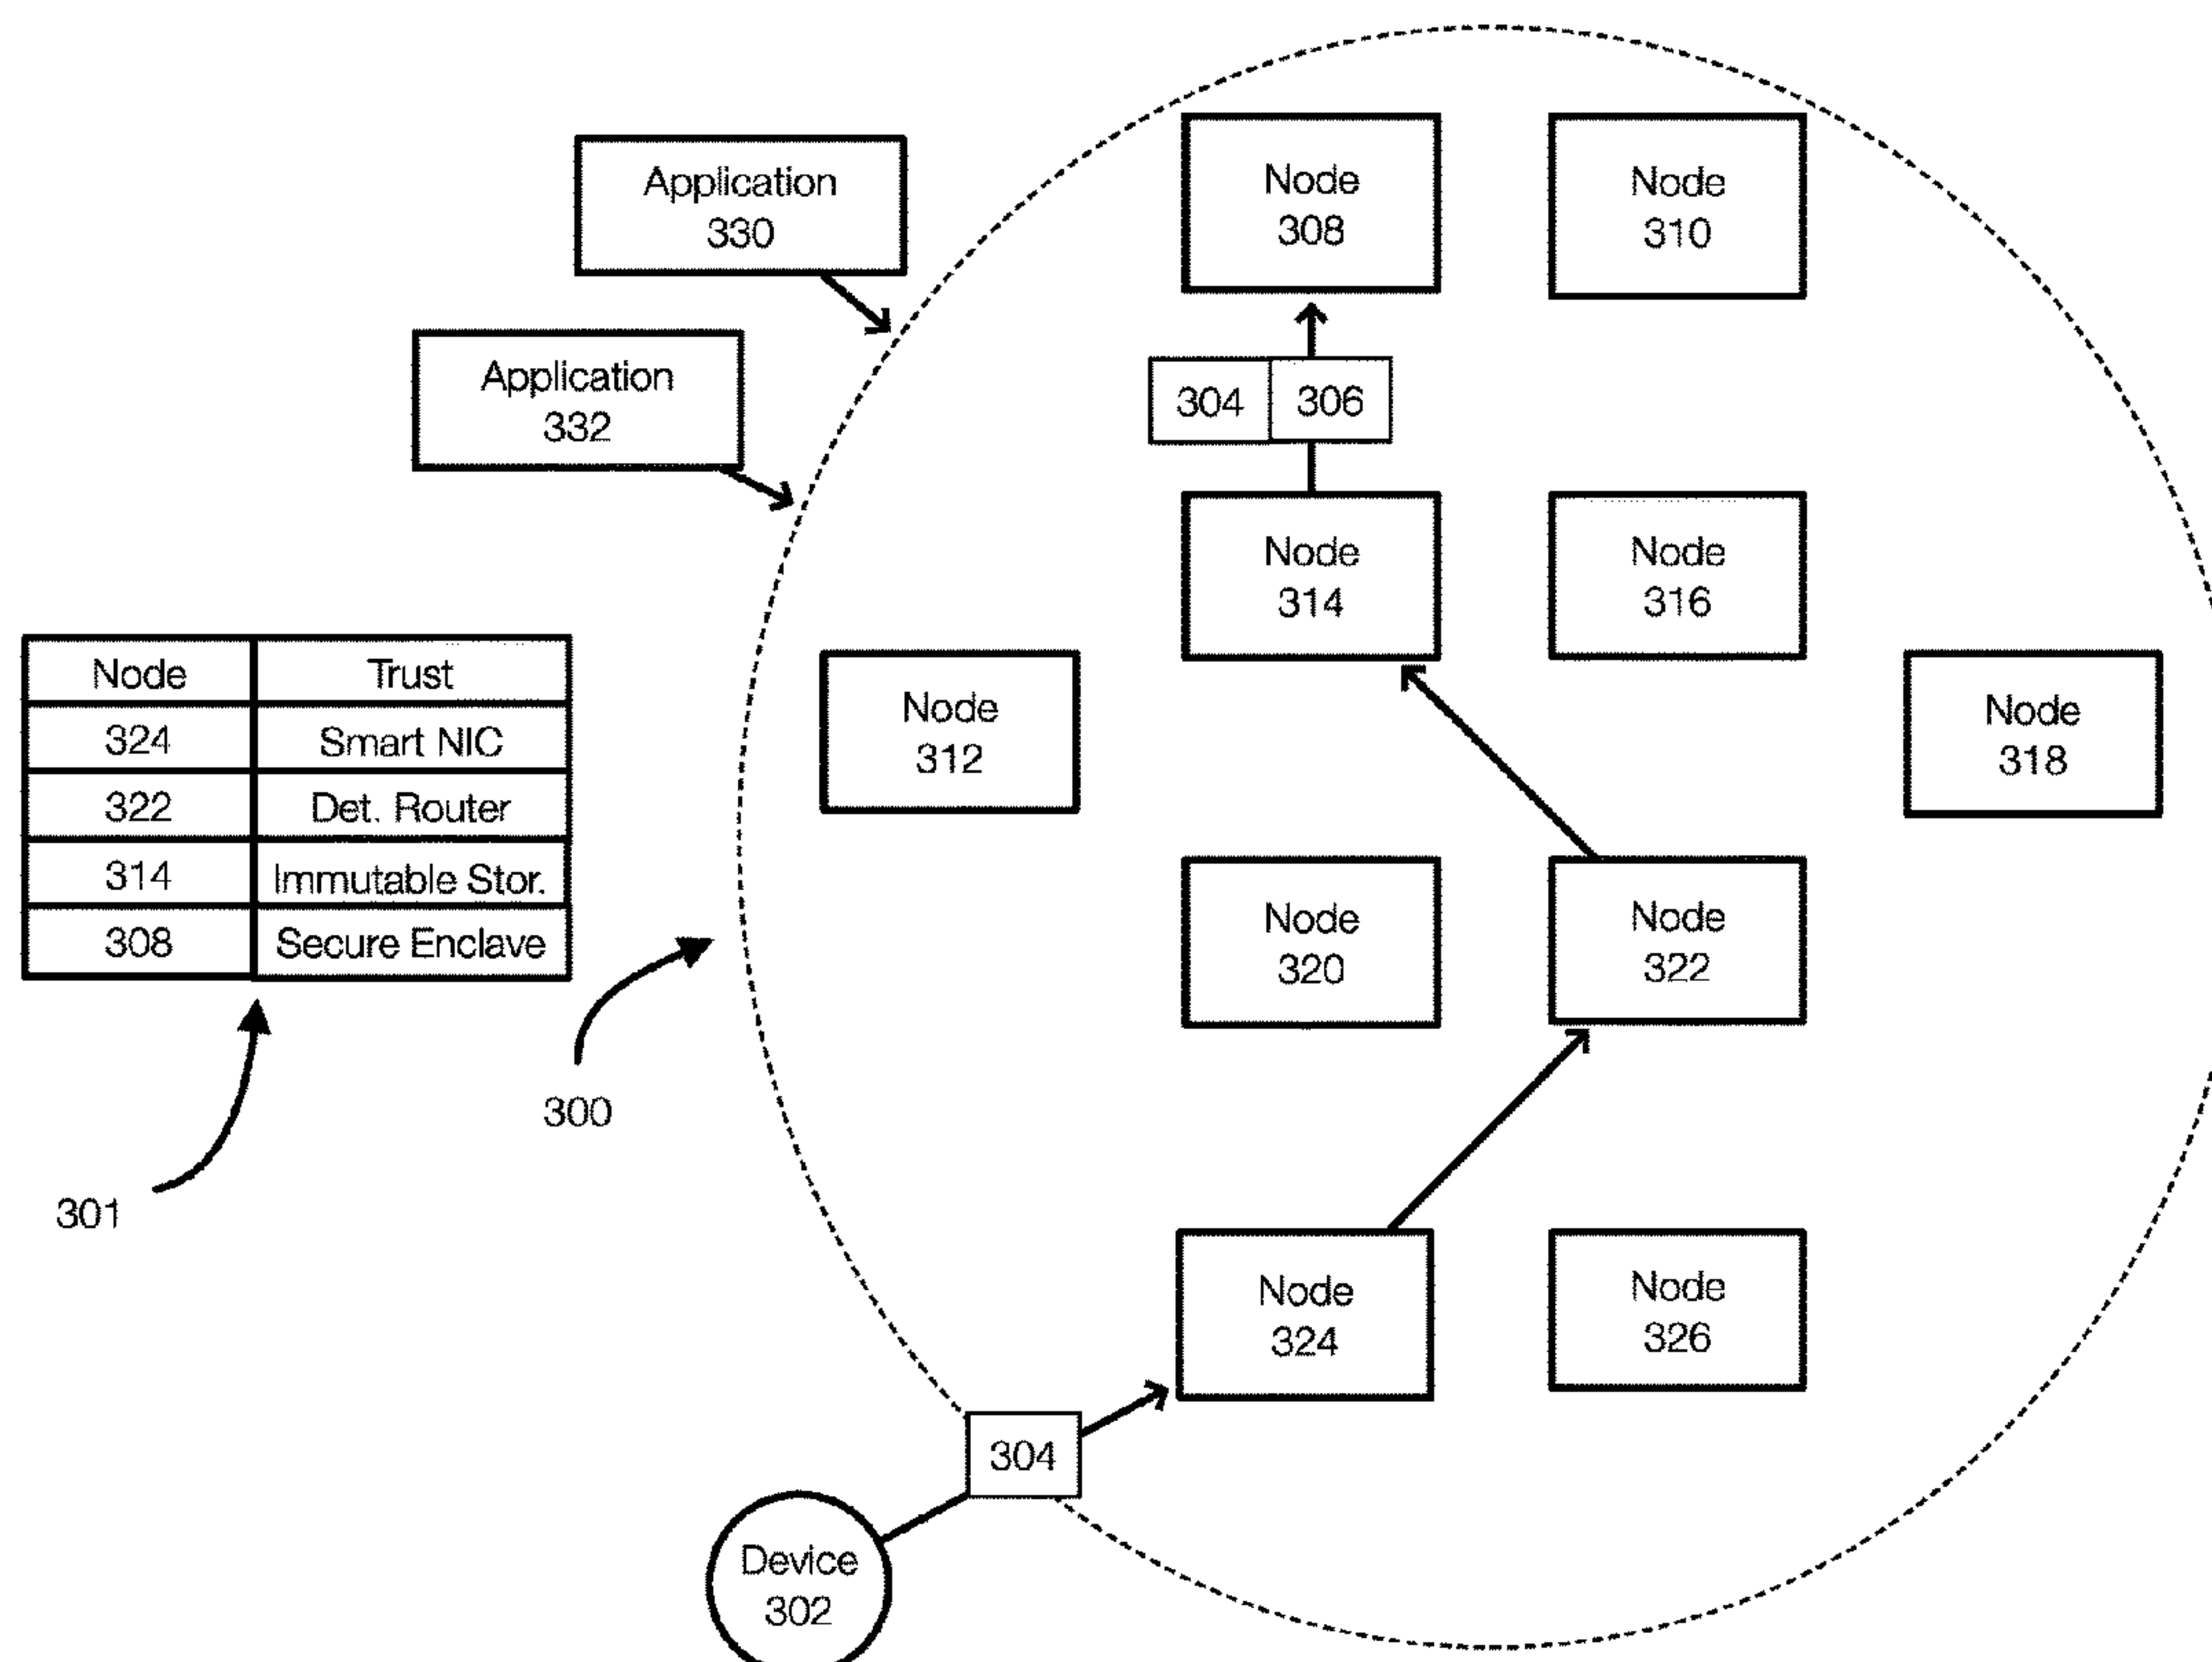 Application
330
Application
332
Node
308
Node
310
304 306
Node
314
Node
316
Node
312
Node
318
Node Trust
324 Smart NIC
322 Det. Router
314 Immutable Stor.
308 Secure Enclave
Node
320
Node
322
300
301
Node
324
Node
326
304
Device
302